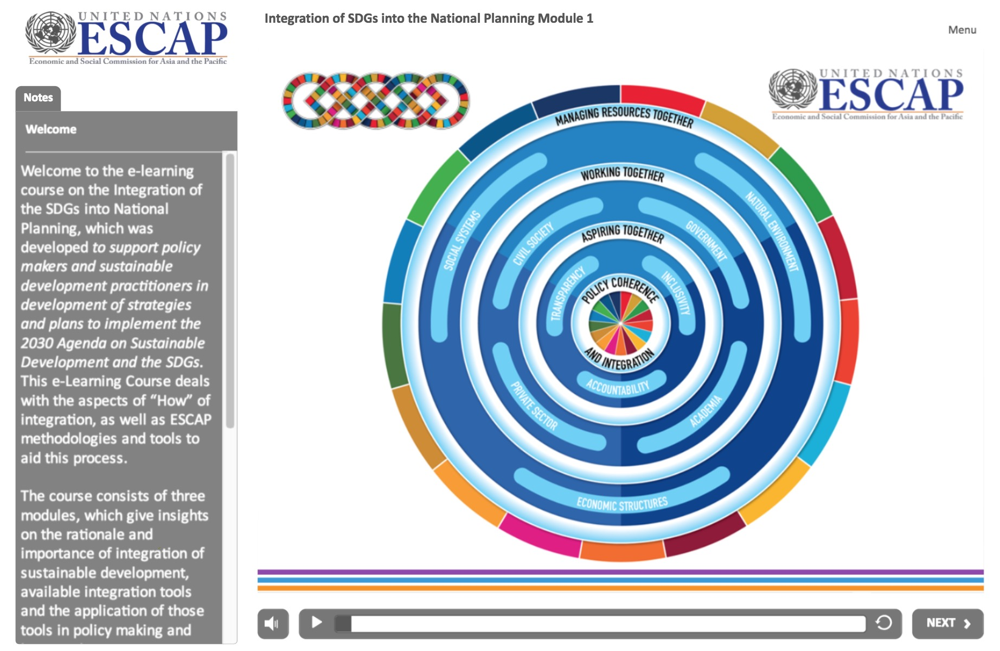 UNITED NATIONS
ESCAP
Economic and Social Commission for Asia and the Pacific
Integration of SDGs into the National Planning Module 1
Menu
Notes
Welcome
Welcome to the e-learning
course on the Integration of
the SDGs into National
Planning, which was
developed to support policy
makers and sustainable
development practitioners in
development of strategies
and plans to implement the
2030 Agenda on Sustainable
Development and the SDGs.
This e-Learning Course deals
with the aspects of “How” of
integration, as well as ESCAP
methodologies and tools to
aid this process.
The course consists of three
modules, which give insights
on the rationale and
importance of integration of
sustainable development,
available integration tools
and the application of those
tools in policy making and
UNITED NATIONS
ESCAP
Economic and Social Commission for Asia and the Pacific
MANAGING RESOURCES TOGETHER
SOCIAL SYSTEMS
NATURAL ENVIRONMENT
ECONOMIC STRUCTURES
WORKING TOGETHER
CIVIL SOCIETY
GOVERNMENT
PRIVATE SECTOR
ACADEMIA
ASPIRING TOGETHER
TRANSPARENCY
INCLUSIVITY
ACCOUNTABILITY
POLICY COHERENCE
AND INTEGRATION
NEXT